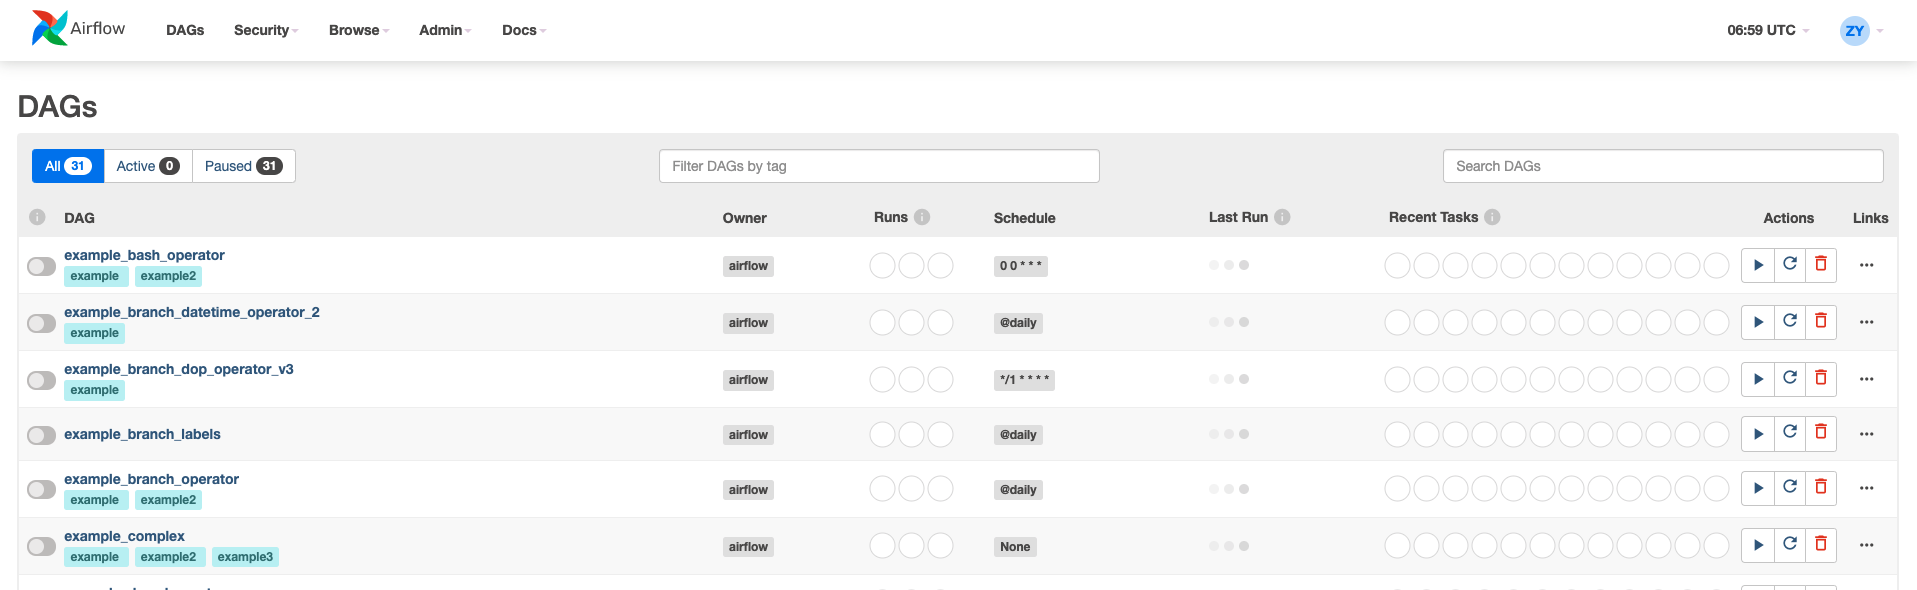 Airflow DAGs Security Browse Admin Docs 06:59 UTC ZY
DAGs
All 31 Active 0 Paused 31 Filter DAGs by tag Search DAGs
DAG Owner Runs Schedule Last Run Recent Tasks Actions Links
example_bash_operator
example example2 airflow 0 0 * * *
example_branch_datetime_operator_2
example airflow @daily
example_branch_dop_operator_v3
example airflow */1 * * * *
example_branch_labels airflow @daily
example_branch_operator
example example2 airflow @daily
example_complex
example example2 example3 airflow None